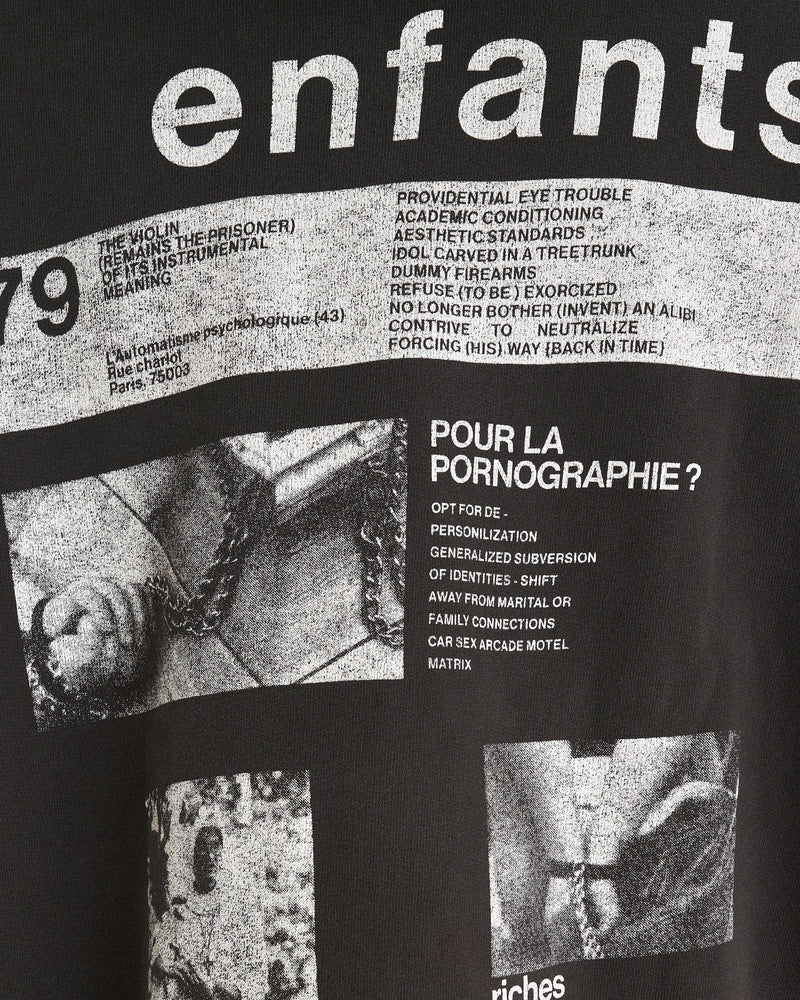 enfants
79
THE VIOLIN
(REMAINS THE PRISONER)
OF ITS INSTRUMENTAL
MEANING
L'Automatisme psychologique (43)
Rue charlot
Paris, 75003
PROVIDENTIAL EYE TROUBLE
ACADEMIC CONDITIONING
AESTHETIC STANDARDS
IDOL CARVED IN A TREETRUNK
DUMMY FIREARMS
REFUSE (TO BE) EXORCIZED
NO LONGER BOTHER (INVENT) AN ALIBI
CONTRIVE TO NEUTRALIZE
FORCING (HIS) WAY {BACK IN TIME}
POUR LA
PORNOGRAPHIE ?
OPT FOR DE -
PERSONILIZATION
GENERALIZED SUBVERSION
OF IDENTITIES - SHIFT
AWAY FROM MARITAL OR
FAMILY CONNECTIONS
CAR SEX ARCADE MOTEL
MATRIX
riches